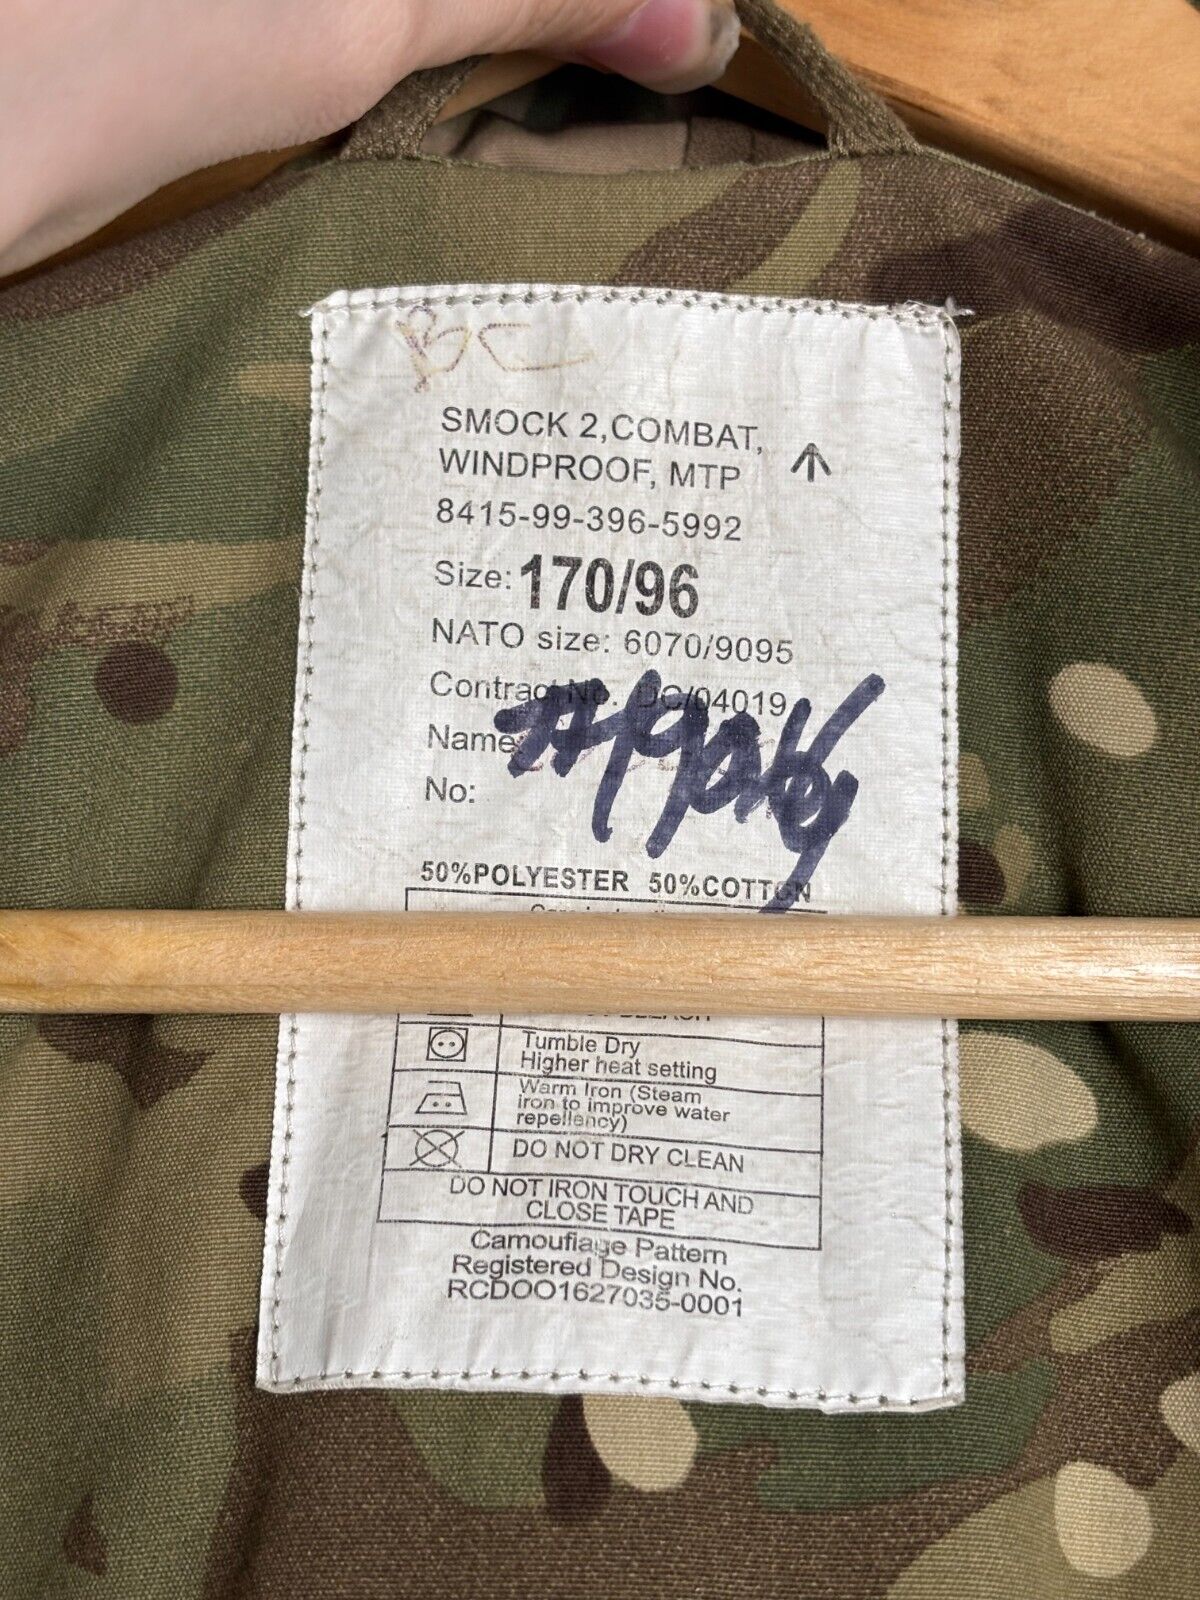 BC
SMOCK 2,COMBAT,
WINDPROOF, MTP
8415-99-396-5992
Size: 170/96
NATO size: 6070/9095
Contract No. DC/04019
Name:
No:
50%POLYESTER 50%COTTON
BLEACH
Tumble Dry
Higher heat setting
Warm Iron (Steam
iron to improve water
repellency)
DO NOT DRY CLEAN
DO NOT IRON TOUCH AND
CLOSE TAPE
Camouflage Pattern
Registered Design No.
RCDOO1627035-0001